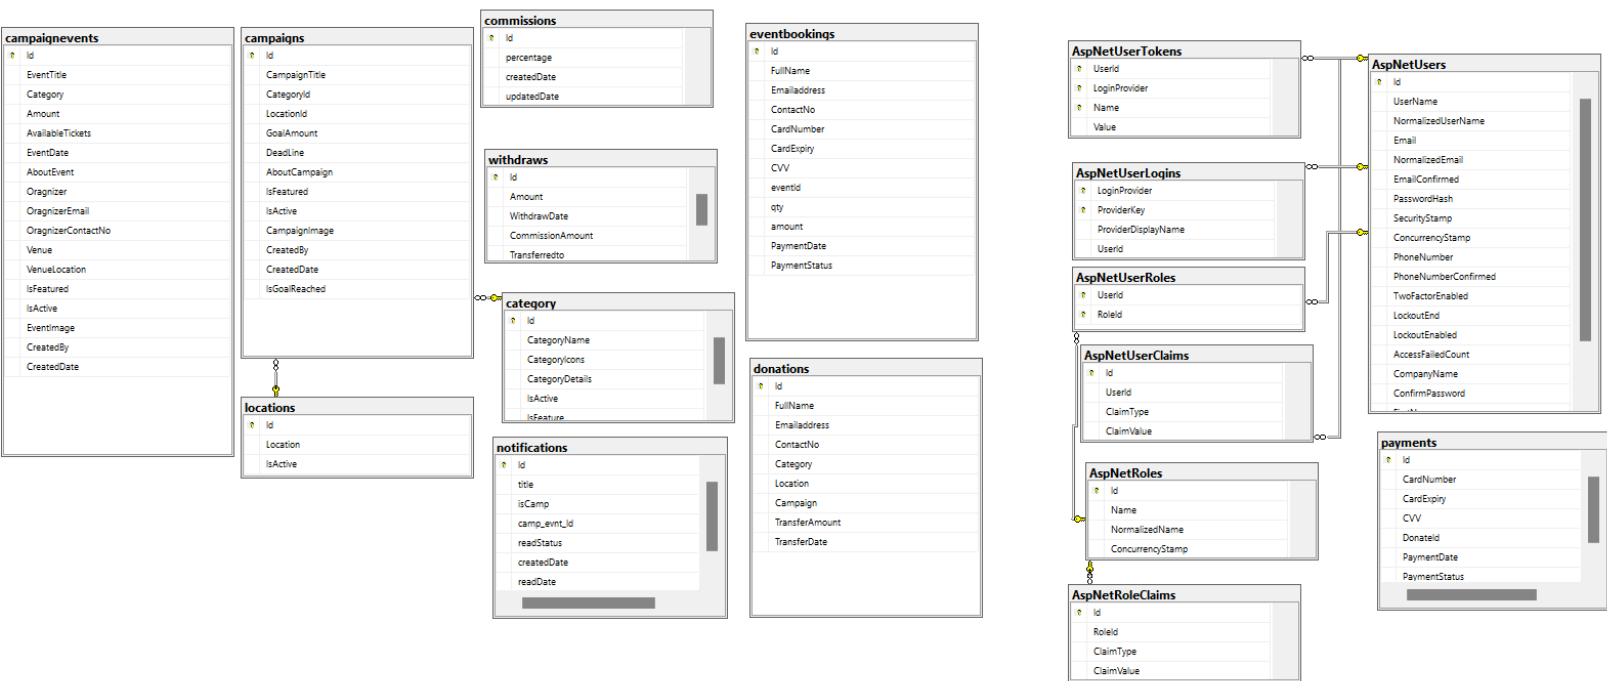 campaignevents
Id
EventTitle
Category
Amount
AvailableTickets
EventDate
AboutEvent
Oragnizer
OragnizerEmail
OragnizerContactNo
Venue
VenueLocation
IsFeatured
IsActive
EventImage
CreatedBy
CreatedDate
campaigns
Id
CampaignTitle
CategoryId
LocationId
GoalAmount
DeadLine
AboutCampaign
IsFeatured
IsActive
CampaignImage
CreatedBy
CreatedDate
IsGoalReached
locations
Id
Location
IsActive
commissions
Id
percentage
createdDate
updatedDate
withdraws
Id
Amount
WithdrawDate
CommissionAmount
Transferredto
category
Id
CategoryName
CategoryIcons
CategoryDetails
IsActive
IsFeature
notifications
Id
title
isCamp
camp_evnt_Id
readStatus
createdDate
readDate
eventbookings
Id
FullName
Emailaddress
ContactNo
CardNumber
CardExpiry
CVV
eventId
qty
amount
PaymentDate
PaymentStatus
donations
Id
FullName
Emailaddress
ContactNo
Category
Location
Campaign
TransferAmount
TransferDate
AspNetUserTokens
UserId
LoginProvider
Name
Value
AspNetUserLogins
LoginProvider
ProviderKey
ProviderDisplayName
UserId
AspNetUserRoles
UserId
RoleId
AspNetUserClaims
Id
UserId
ClaimType
ClaimValue
AspNetRoles
Id
Name
NormalizedName
ConcurrencyStamp
AspNetRoleClaims
Id
RoleId
ClaimType
ClaimValue
AspNetUsers
Id
UserName
NormalizedUserName
Email
NormalizedEmail
EmailConfirmed
PasswordHash
SecurityStamp
ConcurrencyStamp
PhoneNumber
PhoneNumberConfirmed
TwoFactorEnabled
LockoutEnd
LockoutEnabled
AccessFailedCount
CompanyName
ConfirmPassword
payments
Id
CardNumber
CardExpiry
CVV
DonateId
PaymentDate
PaymentStatus